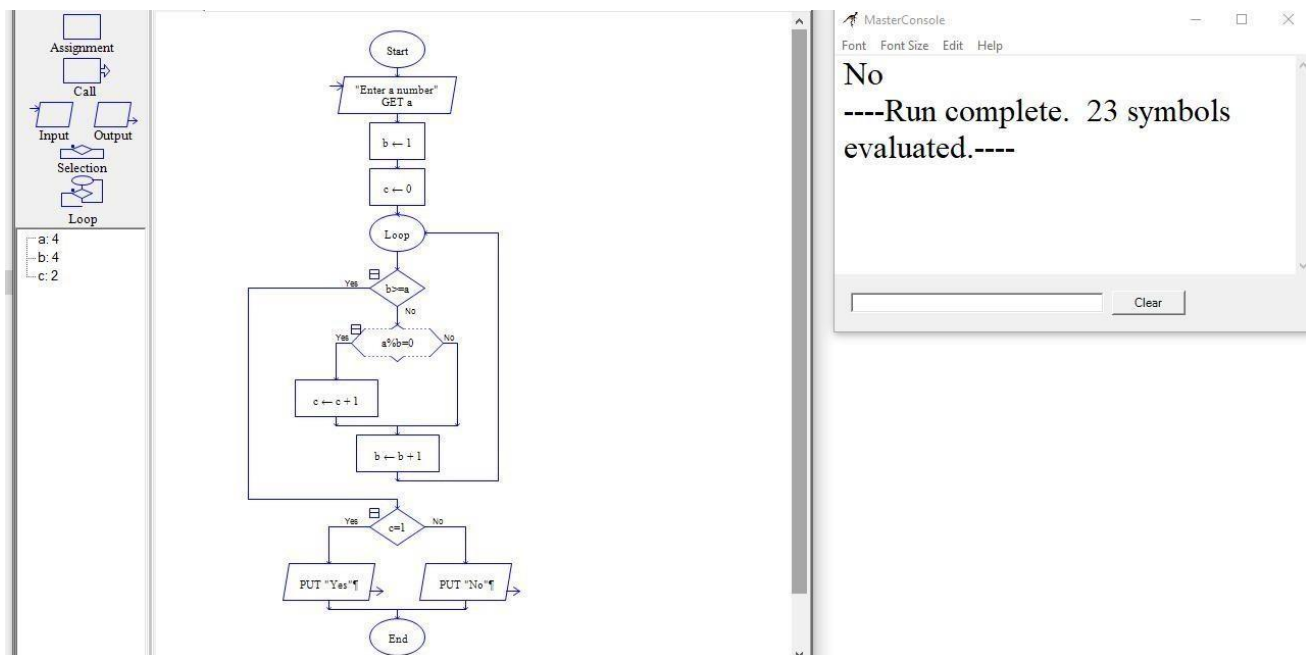 Assignment
Call
Input Output
Selection
Loop
a: 4
b: 4
c: 2
Start
"Enter a number"
GET a
b ← 1
c ← 0
Loop
b>=a
Yes
No
a%b=0
Yes
No
c ← c + 1
b ← b + 1
c=1
Yes
No
PUT "Yes"¶
PUT "No"¶
End
MasterConsole
Font Font Size Edit Help
No
----Run complete. 23 symbols
evaluated.----
Clear